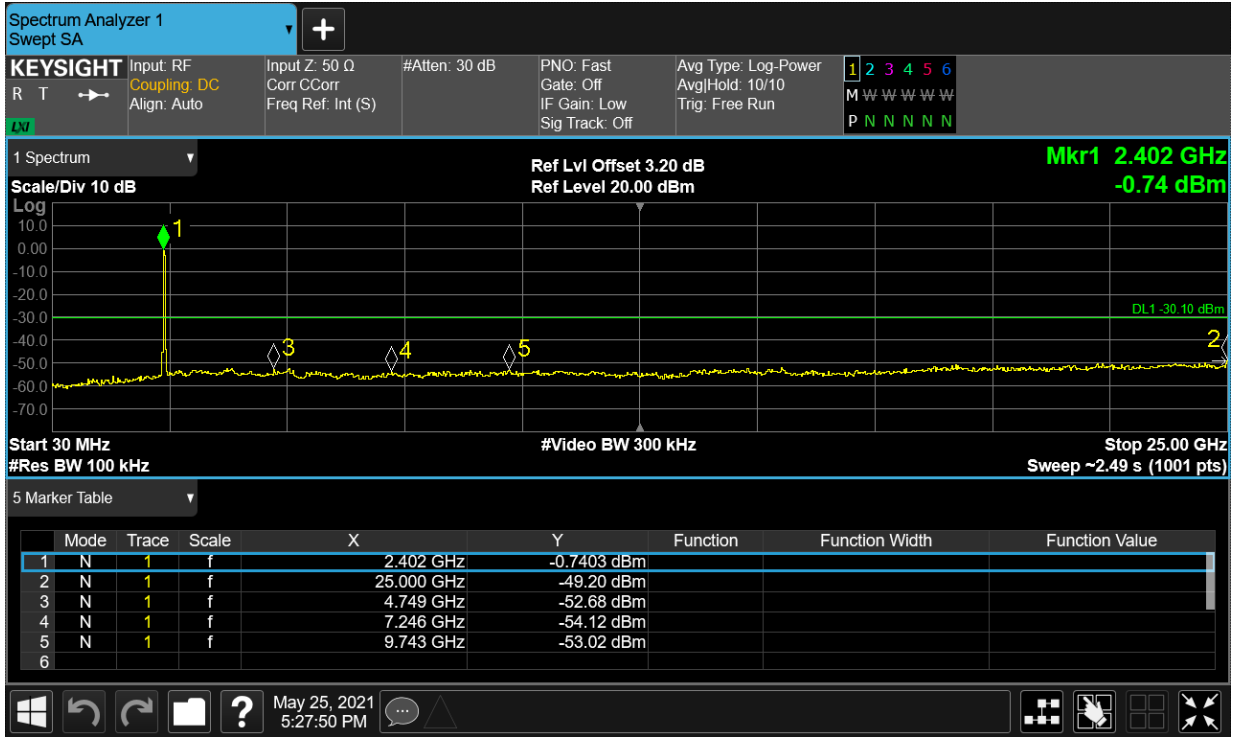 Spectrum Analyzer 1
Swept SA
KEYSIGHT Input: RF Input Z: 50 Ω #Atten: 30 dB PNO: Fast Avg Type: Log-Power 1 2 3 4 5 6
R T Coupling: DC Corr CCorr Gate: Off Avg|Hold: 10/10 M W W W W W
Align: Auto Freq Ref: Int (S) IF Gain: Low Trig: Free Run
LXI Sig Track: Off P N N N N N
1 Spectrum
Ref Lvl Offset 3.20 dB Mkr1 2.402 GHz
Scale/Div 10 dB Ref Level 20.00 dBm -0.74 dBm
Log
10.0 1
0.00
-10.0
-20.0
DL1 -30.10 dBm
-30.0
-40.0 3 4 5 2
-50.0
-60.0
-70.0
Start 30 MHz #Video BW 300 kHz Stop 25.00 GHz
#Res BW 100 kHz Sweep ~2.49 s (1001 pts)
5 Marker Table
Mode Trace Scale X Y Function Function Width Function Value
1 N 1 f 2.402 GHz -0.7403 dBm
2 N 1 f 25.000 GHz -49.20 dBm
3 N 1 f 4.749 GHz -52.68 dBm
4 N 1 f 7.246 GHz -54.12 dBm
5 N 1 f 9.743 GHz -53.02 dBm
6
? May 25, 2021
5:27:50 PM